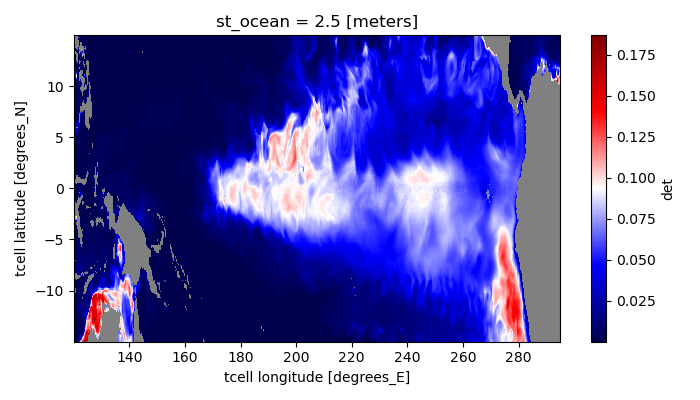 st_ocean = 2.5 [meters]
10
5
0
−5
−10
tcell latitude [degrees_N]
140 160 180 200 220 240 260 280
tcell longitude [degrees_E]
0.175
0.150
0.125
0.100
0.075
0.050
0.025
det